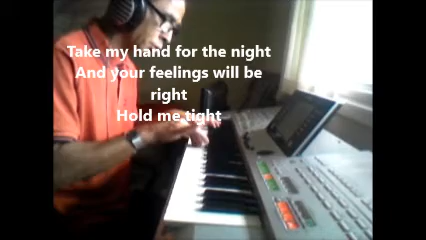 Take my hand for the night
And your feelings will be
right
Hold me tight